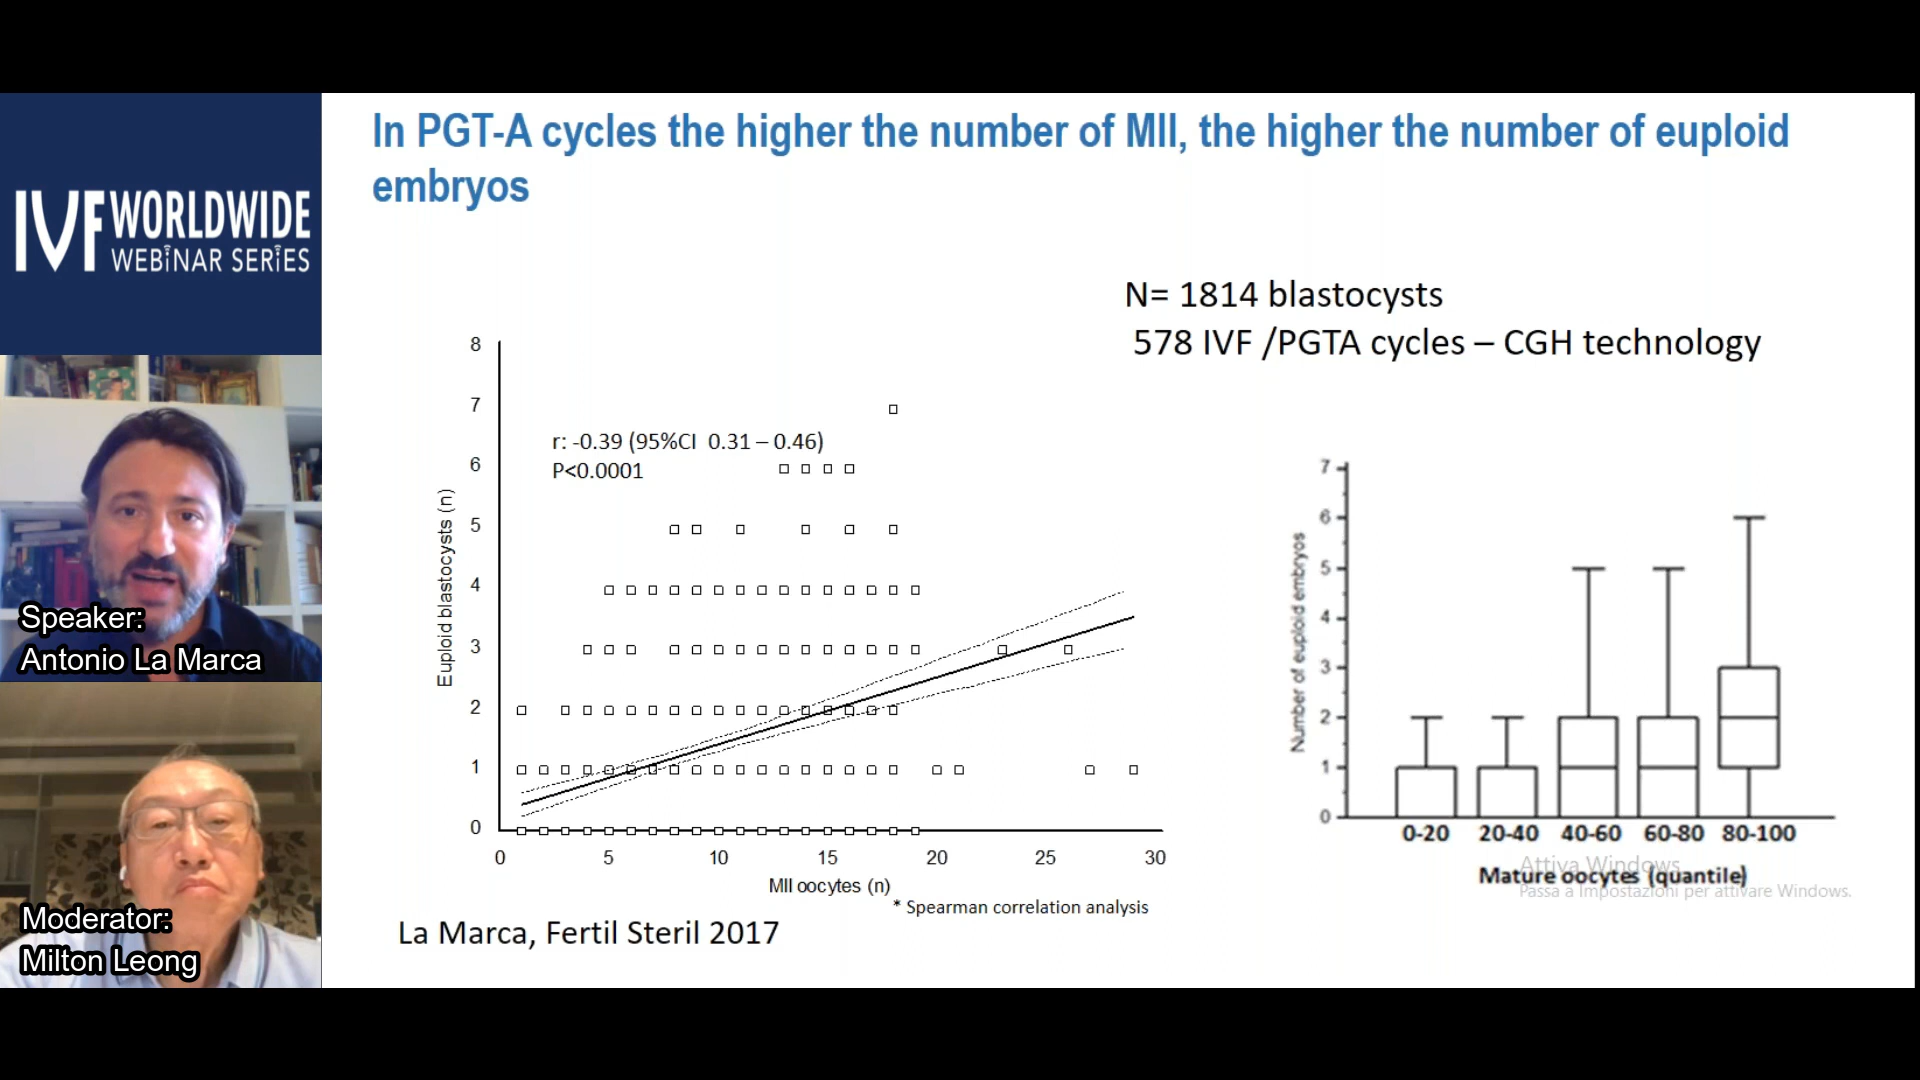 In PGT-A cycles the higher the number of MII, the higher the number of euploid
embryos
IVF WORLDWIDE
WEBiNAR SERiES
N= 1814 blastocysts
578 IVF /PGTA cycles – CGH technology
Speaker:
Antonio La Marca
Moderator:
Milton Leong
r: -0.39 (95%CI 0.31 – 0.46)
P<0.0001
Euploid blastocysts (n)
8
7
6
5
4
3
2
1
0
0 5 10 15 20 25 30
MII oocytes (n)
* Spearman correlation analysis
La Marca, Fertil Steril 2017
Number of euploid embryos
7
6
5
4
3
2
1
0
0-20 20-40 40-60 60-80 80-100
Mature oocytes (quantile)
Attiva Windows
Passa a Impostazioni per attivare Windows.